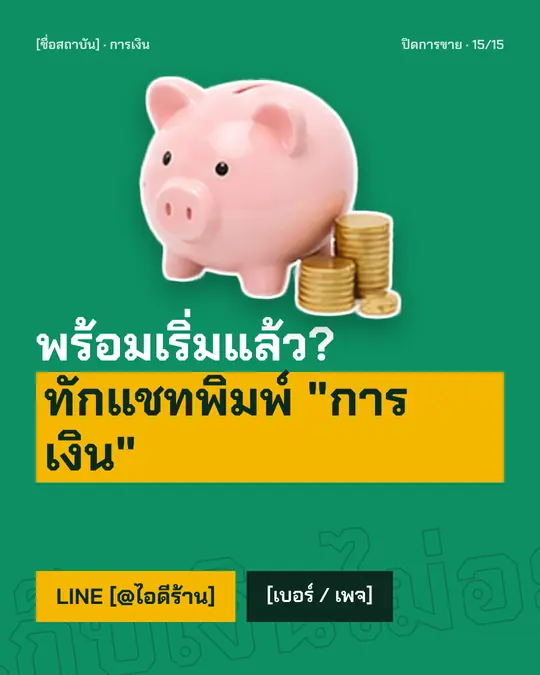 [ชื่อสถาบัน] · การเงิน
ปิดการขาย · 15/15
พร้อมเริ่มแล้ว?
ทักแชทพิมพ์ "การ
เงิน"
LINE [@ไอดีร้าน]
[เบอร์ / เพจ]